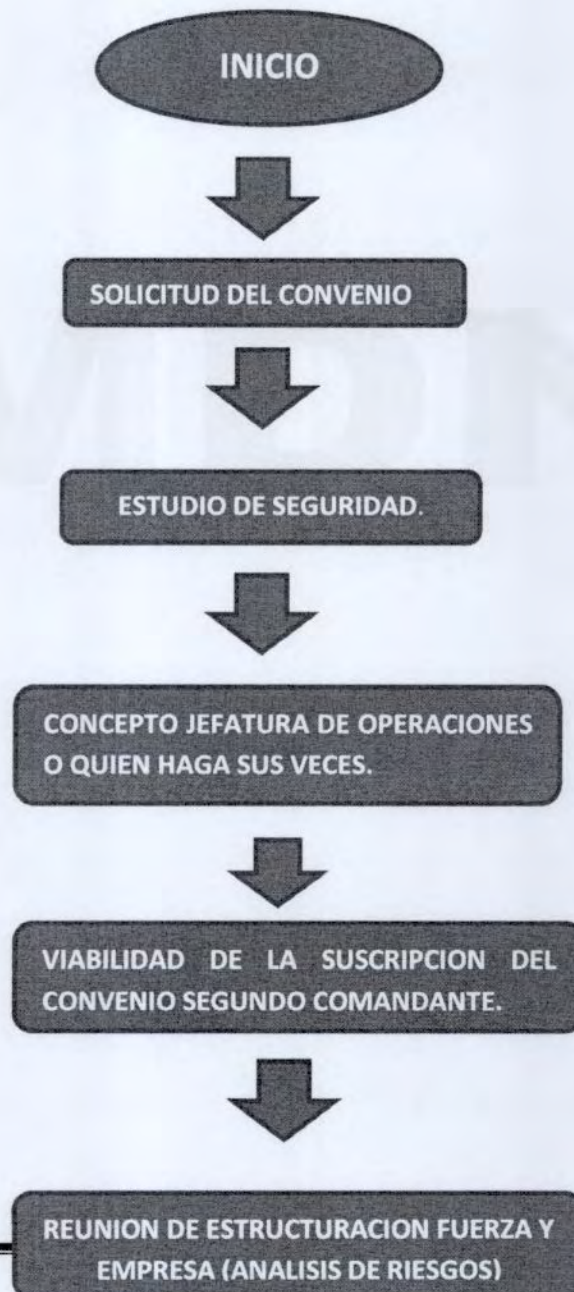 INICIO
SOLICITUD DEL CONVENIO
ESTUDIO DE SEGURIDAD.
CONCEPTO JEFATURA DE OPERACIONES
O QUIEN HAGA SUS VECES.
VIABILIDAD DE LA SUSCRIPCION DEL
CONVENIO SEGUNDO COMANDANTE.
REUNION DE ESTRUCTURACION FUERZA Y
EMPRESA (ANALISIS DE RIESGOS)